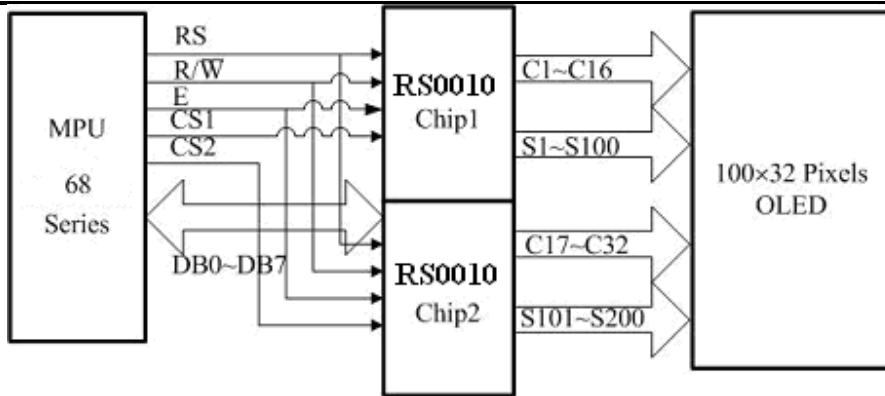 MPU
68
Series
RS
R/W̅
E
CS1
CS2
DB0~DB7
RS0010
Chip1
RS0010
Chip2
C1~C16
S1~S100
C17~C32
S101~S200
100×32 Pixels
OLED